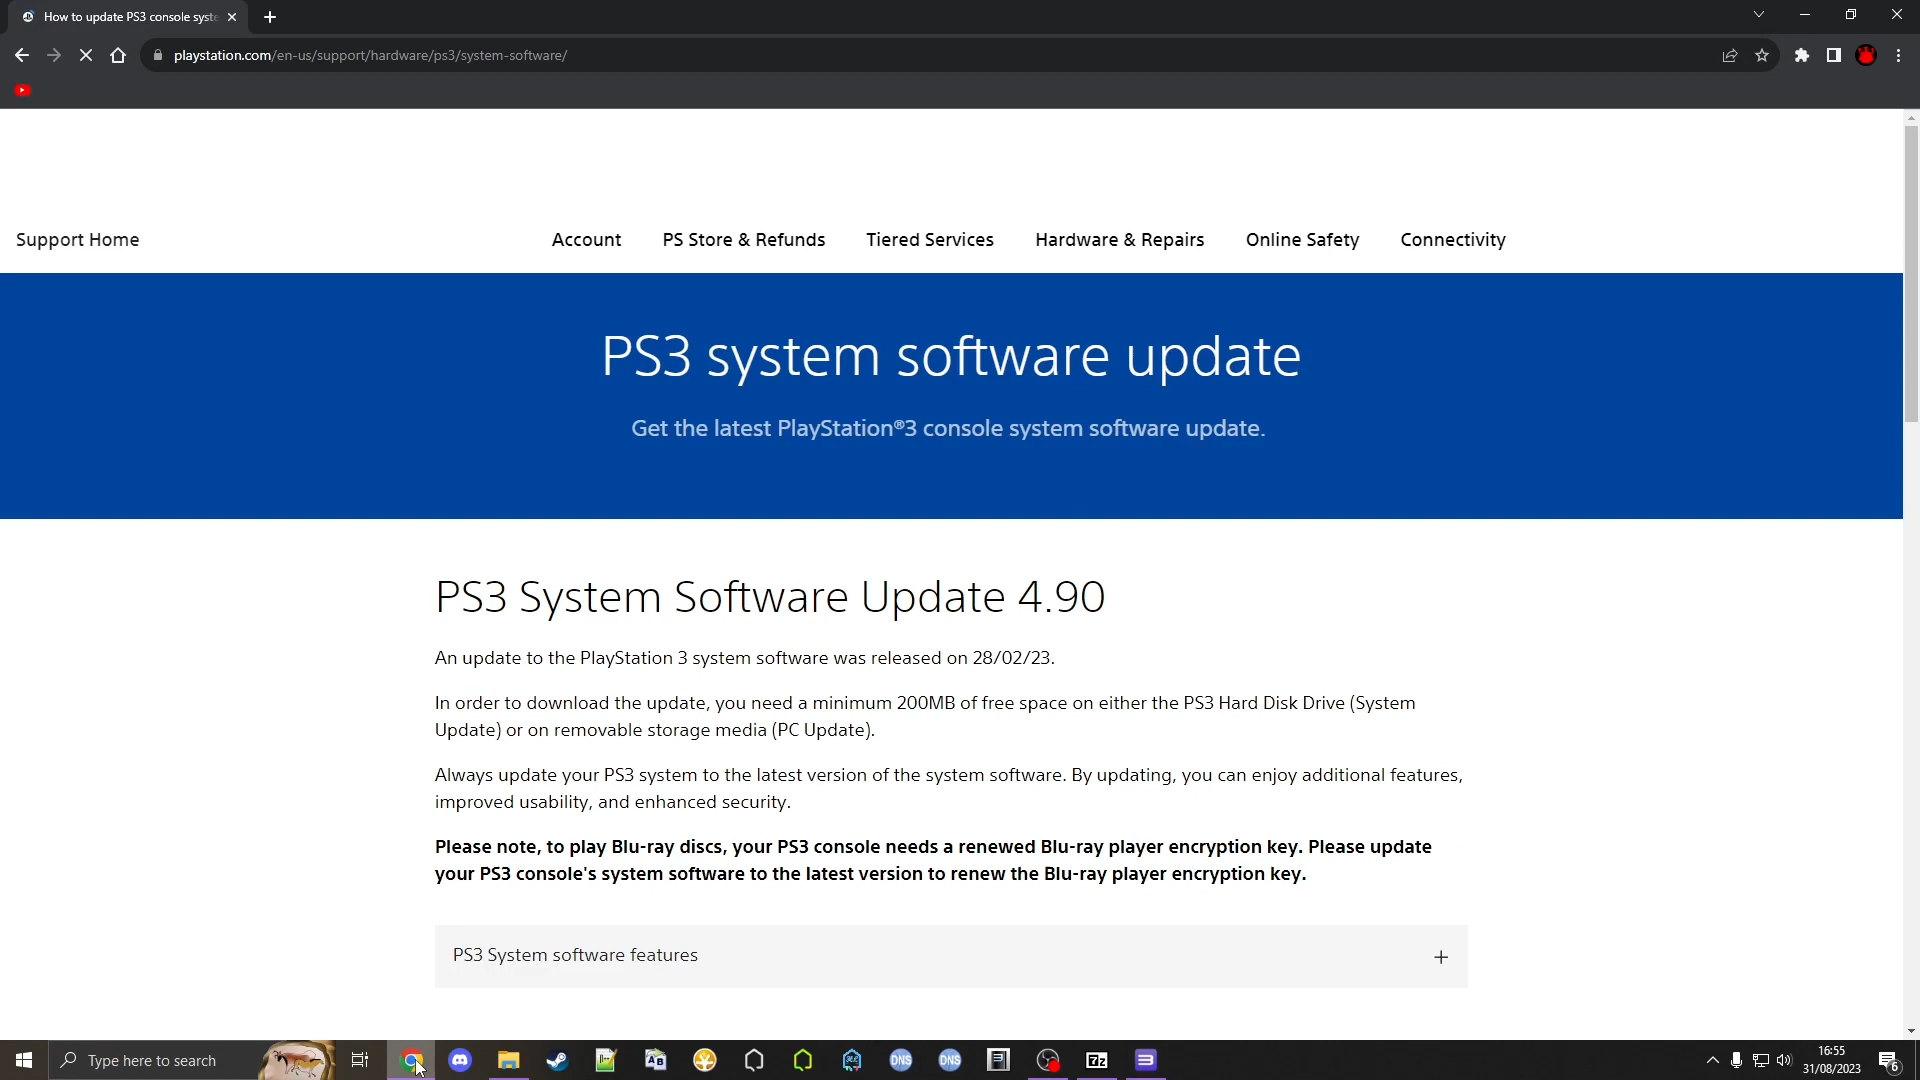 How to update PS3 console syste
playstation.com/en-us/support/hardware/ps3/system-software/
Support Home
Account
PS Store & Refunds
Tiered Services
Hardware & Repairs
Online Safety
Connectivity
PS3 system software update
Get the latest PlayStation®3 console system software update.
PS3 System Software Update 4.90
An update to the PlayStation 3 system software was released on 28/02/23.
In order to download the update, you need a minimum 200MB of free space on either the PS3 Hard Disk Drive (System
Update) or on removable storage media (PC Update).
Always update your PS3 system to the latest version of the system software. By updating, you can enjoy additional features,
improved usability, and enhanced security.
Please note, to play Blu-ray discs, your PS3 console needs a renewed Blu-ray player encryption key. Please update
your PS3 console's system software to the latest version to renew the Blu-ray player encryption key.
PS3 System software features
+
Type here to search
DNS
DNS
7z
16:55
31/08/2023
6